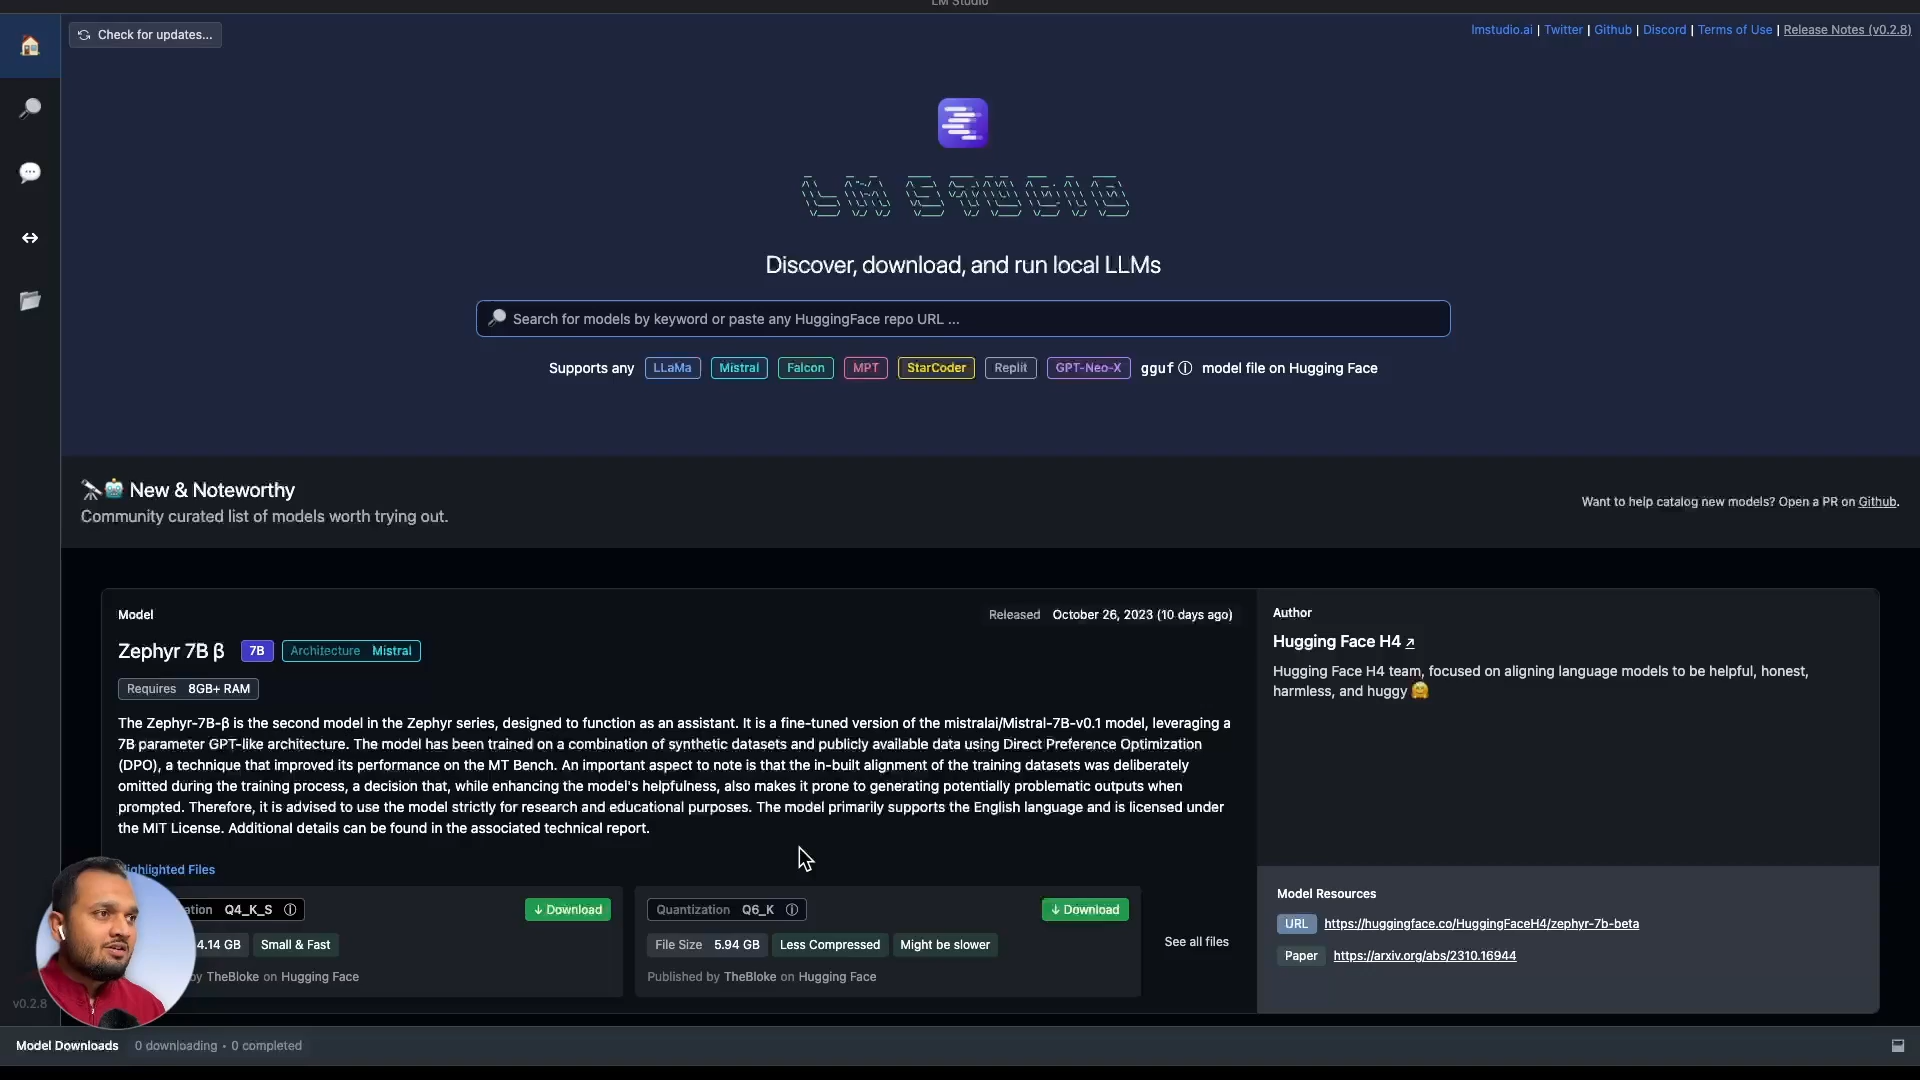 LM Studio
Check for updates...
lmstudio.ai | Twitter | Github | Discord | Terms of Use | Release Notes (v0.2.8)
LM STUDIO
Discover, download, and run local LLMs
Search for models by keyword or paste any HuggingFace repo URL ...
Supports any LLaMa Mistral Falcon MPT StarCoder Replit GPT-Neo-X gguf ⓘ model file on Hugging Face
New & Noteworthy
Community curated list of models worth trying out.
Want to help catalog new models? Open a PR on Github.
Model
Released October 26, 2023 (10 days ago)
Zephyr 7B β 7B Architecture Mistral
Requires 8GB+ RAM
The Zephyr-7B-β is the second model in the Zephyr series, designed to function as an assistant. It is a fine-tuned version of the mistralai/Mistral-7B-v0.1 model, leveraging a
7B parameter GPT-like architecture. The model has been trained on a combination of synthetic datasets and publicly available data using Direct Preference Optimization
(DPO), a technique that improved its performance on the MT Bench. An important aspect to note is that the in-built alignment of the training datasets was deliberately
omitted during the training process, a decision that, while enhancing the model's helpfulness, also makes it prone to generating potentially problematic outputs when
prompted. Therefore, it is advised to use the model strictly for research and educational purposes. The model primarily supports the English language and is licensed under
the MIT License. Additional details can be found in the associated technical report.
Highlighted Files
Q4_K_S ⓘ ↓ Download
4.14 GB Small & Fast
by TheBloke on Hugging Face
Quantization Q6_K ⓘ ↓ Download
File Size 5.94 GB Less Compressed Might be slower
Published by TheBloke on Hugging Face
See all files
Author
Hugging Face H4 ↗
Hugging Face H4 team, focused on aligning language models to be helpful, honest,
harmless, and huggy 🤗
Model Resources
URL https://huggingface.co/HuggingFaceH4/zephyr-7b-beta
Paper https://arxiv.org/abs/2310.16944
v0.2.8
Model Downloads 0 downloading • 0 completed